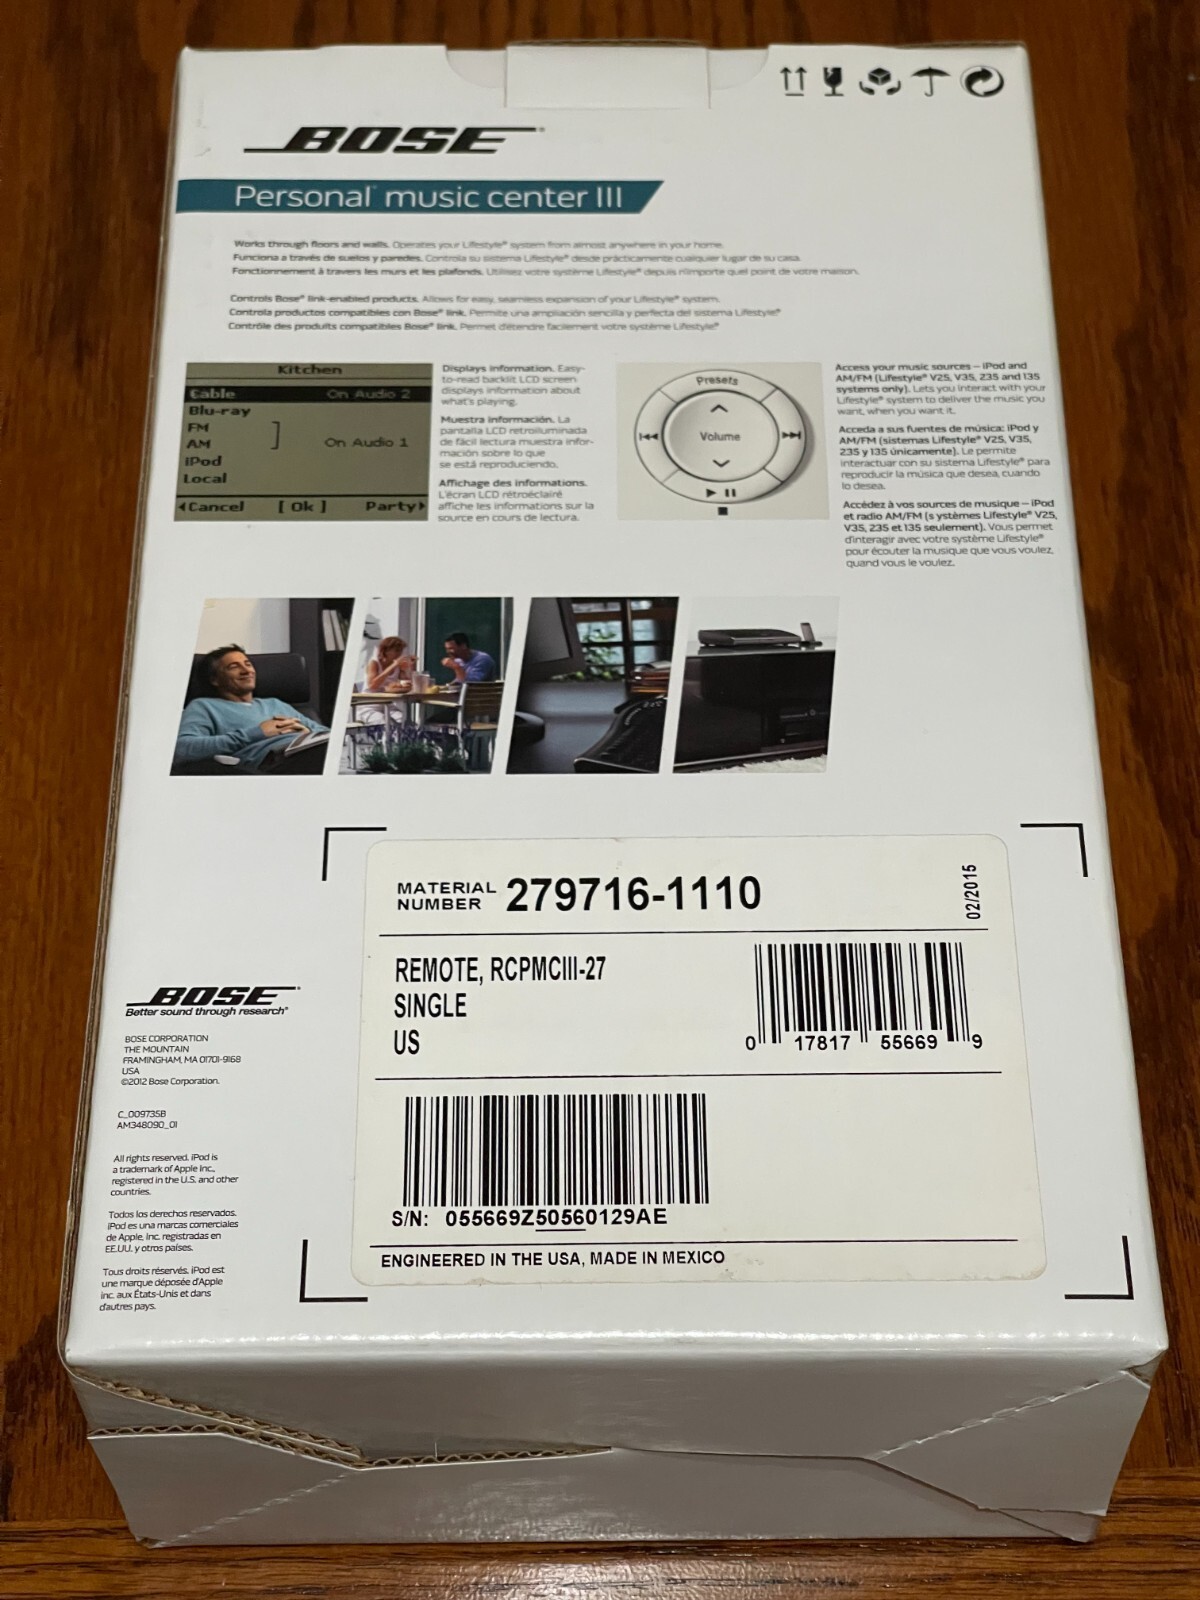 BOSE
Personal® music center III
Works through floors and walls. Operates your Lifestyle® system from almost anywhere in your home.
Funciona a través de suelos y paredes. Controla su sistema Lifestyle® desde prácticamente cualquier lugar de su casa.
Fonctionnement à travers les murs et les plafonds. Utilisez votre système Lifestyle® depuis n'importe quel point de votre maison.
Controls Bose® link-enabled products. Allows for easy, seamless expansion of your Lifestyle® system.
Controla productos compatibles con Bose® link. Permite una ampliación sencilla y perfecta del sistema Lifestyle®
Contrôle des produits compatibles Bose® link. Permet d'étendre facilement votre système Lifestyle®
Kitchen
Cable On Audio 2
Blu-ray
FM
AM On Audio 1
iPod
Local
Cancel [ Ok ] Party
Displays information. Easy-
to-read backlit LCD screen
displays information about
what's playing.
Muestra información. La
pantalla LCD retroiluminada
de fácil lectura muestra infor-
mación sobre lo que
se está reproduciendo.
Affichage des informations.
L'écran LCD rétroéclairé
affiche les informations sur la
source en cours de lectura.
Presets
Volume
Access your music sources – iPod and
AM/FM (Lifestyle® V25, V35, 235 and 135
systems only). Lets you interact with your
Lifestyle® system to deliver the music you
want, when you want it.
Acceda a sus fuentes de música: iPod y
AM/FM (sistemas Lifestyle® V25, V35,
235 y 135 únicamente). Le permite
interactuar con su sistema Lifestyle® para
reproducir la música que desea, cuando
lo desea.
Accédez à vos sources de musique – iPod
et radio AM/FM (s ystèmes Lifestyle® V25,
V35, 235 et 135 seulement). Vous permet
d'interagir avec votre système Lifestyle®
pour écouter la musique que vous voulez,
quand vous le voulez.
MATERIAL
NUMBER 279716-1110
02/2015
REMOTE, RCPMCIII-27
SINGLE
US
0 17817 55669 9
S/N: 055669Z50560129AE
ENGINEERED IN THE USA, MADE IN MEXICO
BOSE
Better sound through research®
BOSE CORPORATION
THE MOUNTAIN
FRAMINGHAM, MA 01701-9168
USA
©2012 Bose Corporation.
C_009735B
AM348090_01
All rights reserved. iPod is
a trademark of Apple Inc.,
registered in the U.S. and other
countries.
Todos los derechos reservados.
iPod es una marcas comerciales
de Apple, Inc. registradas en
EE.UU. y otros países.
Tous droits réservés. iPod est
une marque déposée d'Apple
inc. aux États-Unis et dans
d'autres pays.